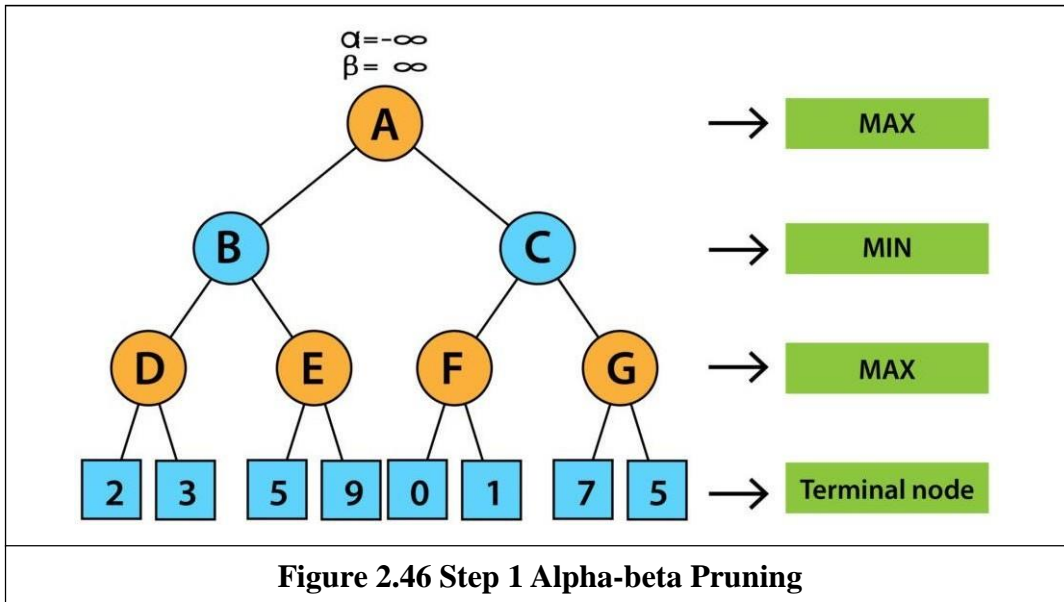 α=-∞
β= ∞
A
MAX
B
C
MIN
D
E
F
G
MAX
2 3 5 9 0 1 7 5
Terminal node
Figure 2.46 Step 1 Alpha-beta Pruning